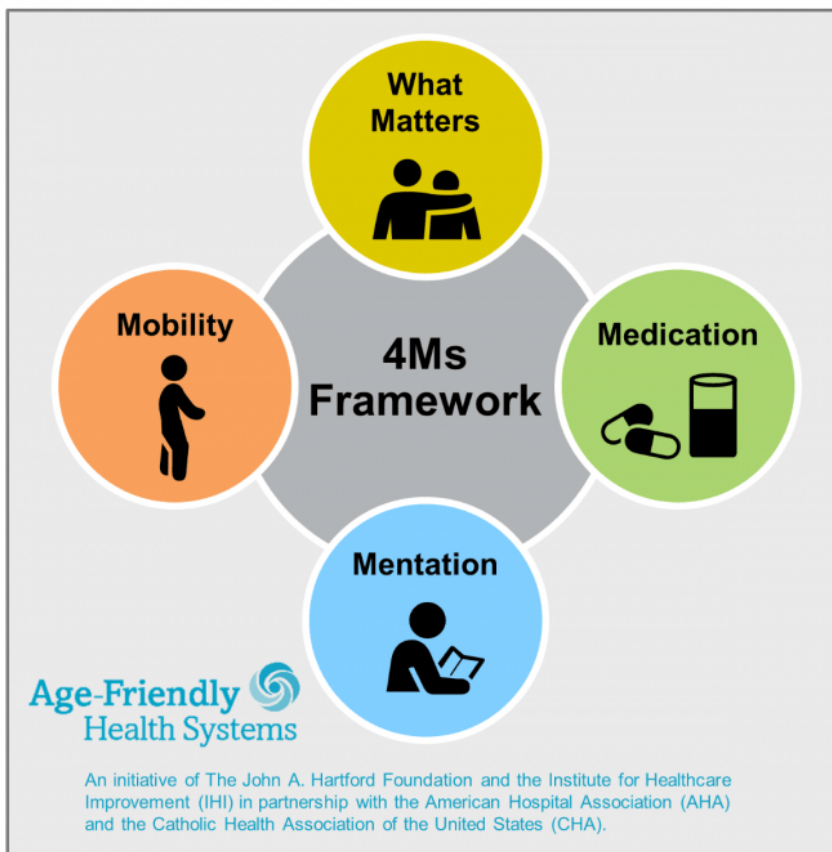 What
Matters
Mobility
4Ms
Framework
Medication
Mentation
Age-Friendly
Health Systems
An initiative of The John A. Hartford Foundation and the Institute for Healthcare
Improvement (IHI) in partnership with the American Hospital Association (AHA)
and the Catholic Health Association of the United States (CHA).